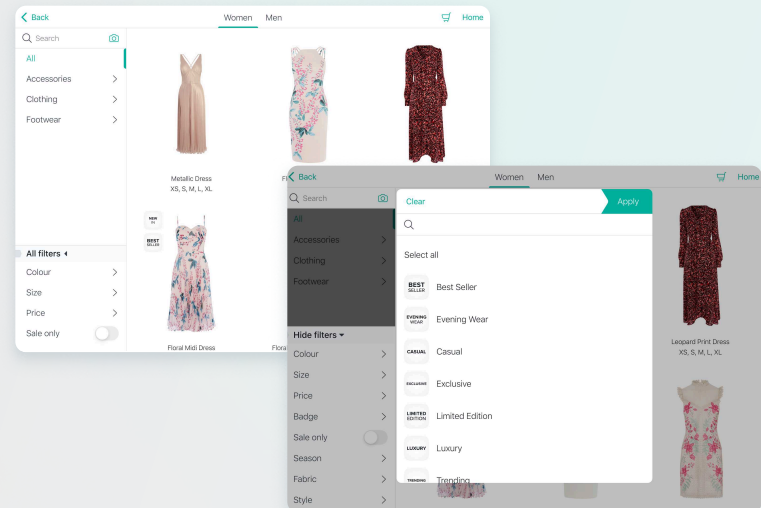 Back
Women Men
Home
Search
All
Accessories
Clothing
Footwear
Metallic Dress
XS, S, M, L, XL
NEW
IN
BEST
SELLER
All filters
Colour
Size
Price
Sale only
Floral Midi Dress
Back
Women Men
Home
Search
All
Accessories
Clothing
Footwear
Hide filters
Colour
Size
Price
Badge
Sale only
Season
Fabric
Style
Clear
Apply
Select all
BEST
SELLER
Best Seller
EVENING
WEAR
Evening Wear
CASUAL
Casual
EXCLUSIVE
Exclusive
LIMITED
EDITION
Limited Edition
LUXURY
Luxury
TRENDING
Trending
Leopard Print Dress
XS, S, M, L, XL